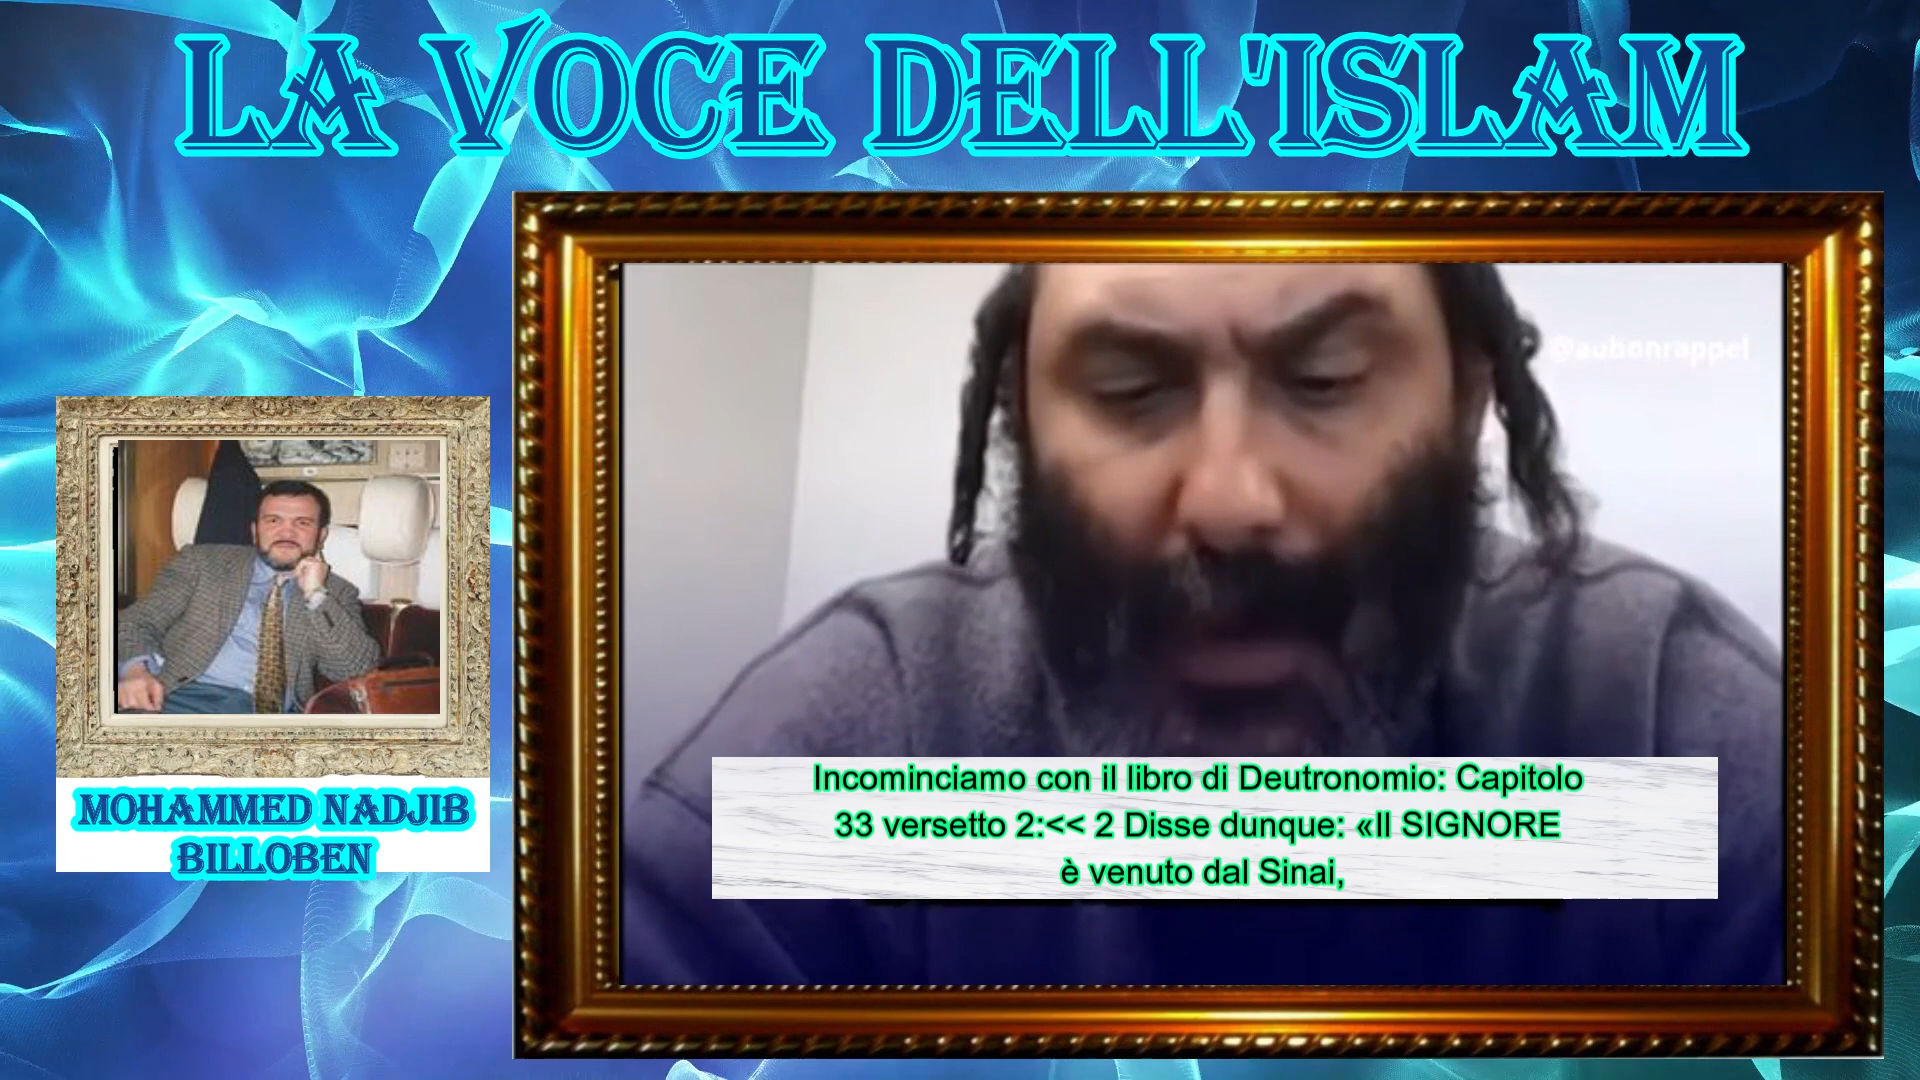 LA VOCE DELL'ISLAM
@aubonrappel
MOHAMMED NADJIB
BILLOBEN
Incominciamo con il libro di Deutronomio: Capitolo
33 versetto 2:<< 2 Disse dunque: «Il SIGNORE
è venuto dal Sinai,